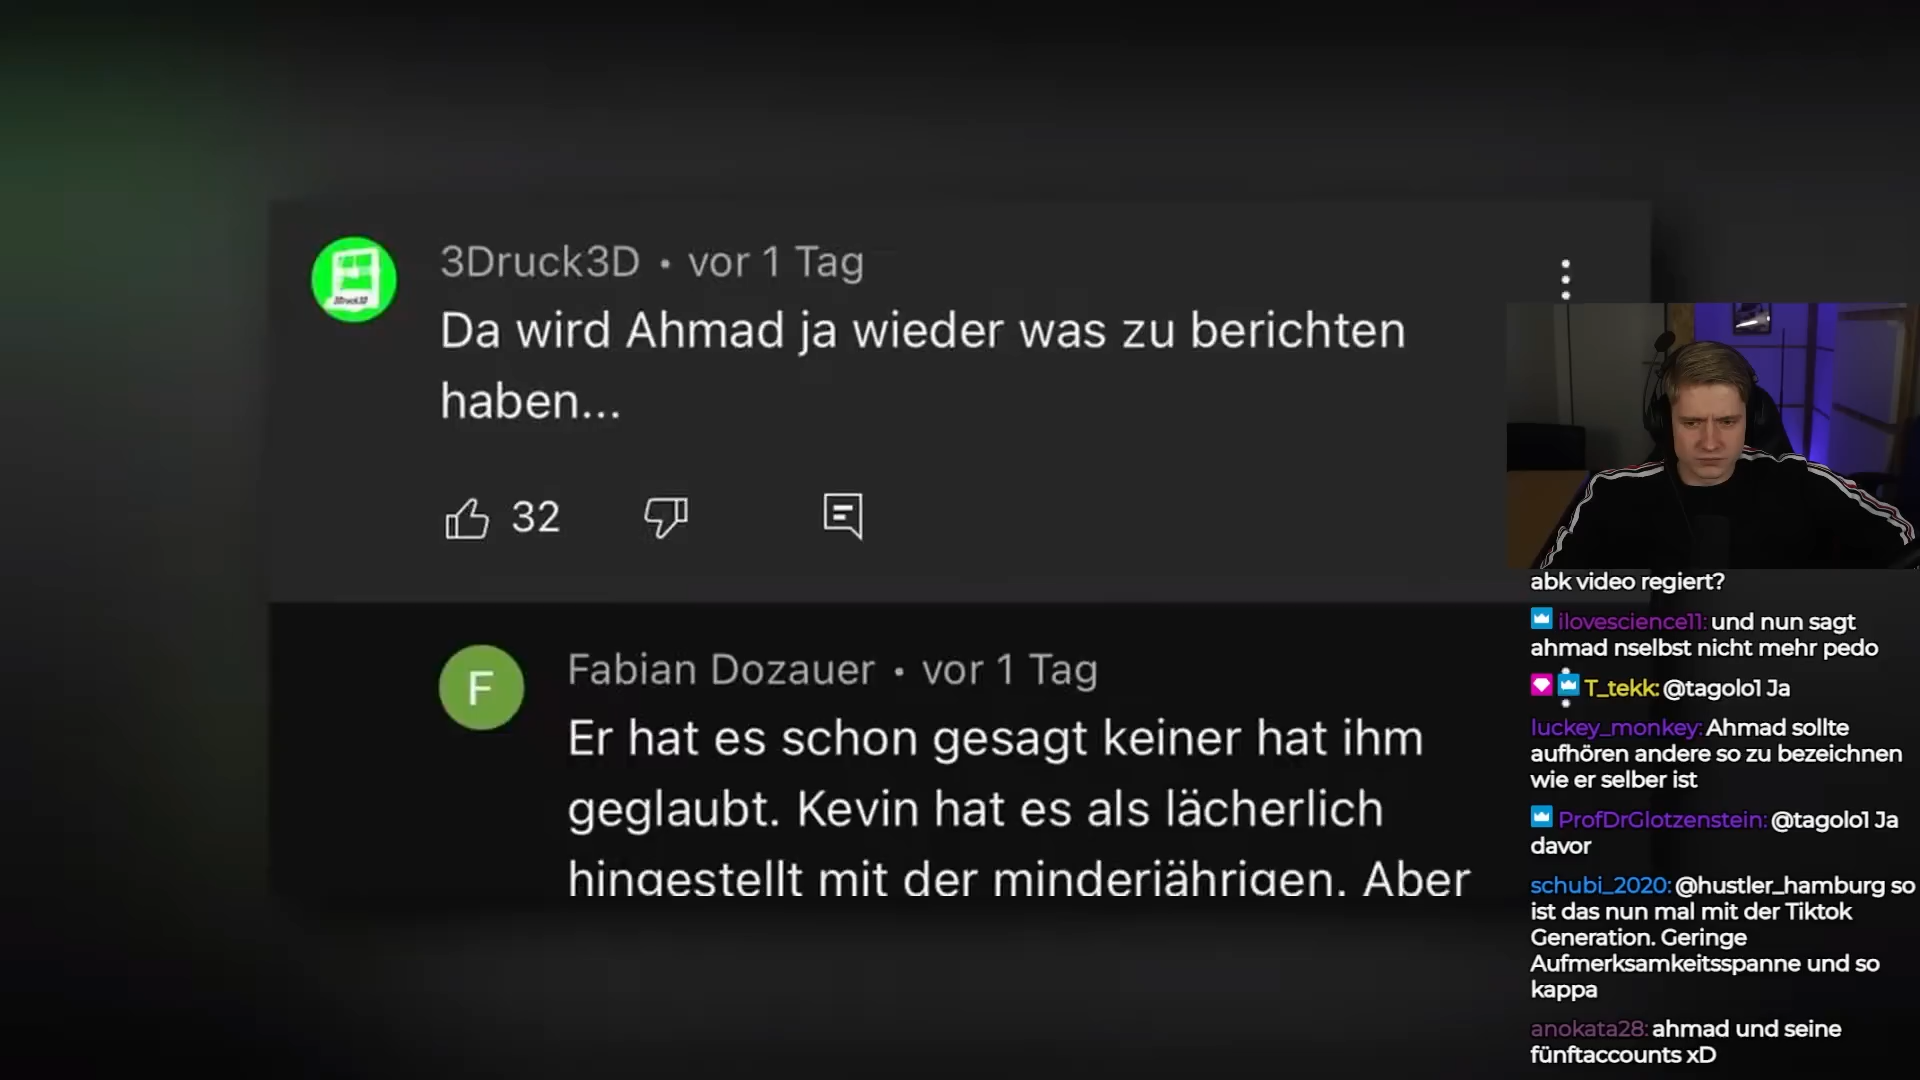 3Druck3D • vor 1 Tag
Da wird Ahmad ja wieder was zu berichten
haben...
32
F
Fabian Dozauer • vor 1 Tag
Er hat es schon gesagt keiner hat ihm
geglaubt. Kevin hat es als lächerlich
hingestellt mit der minderjährigen. Aber
abk video regiert?
ilovescience11: und nun sagt
ahmad nselbst nicht mehr pedo
T_tekk: @tagolo1 Ja
luckey_monkey: Ahmad sollte
aufhören andere so zu bezeichnen
wie er selber ist
ProfDrGlotzenstein: @tagolo1 Ja
davor
schubi_2020: @hustler_hamburg so
ist das nun mal mit der Tiktok
Generation. Geringe
Aufmerksamkeitsspanne und so
kappa
anokata28: ahmad und seine
fünftaccounts xD